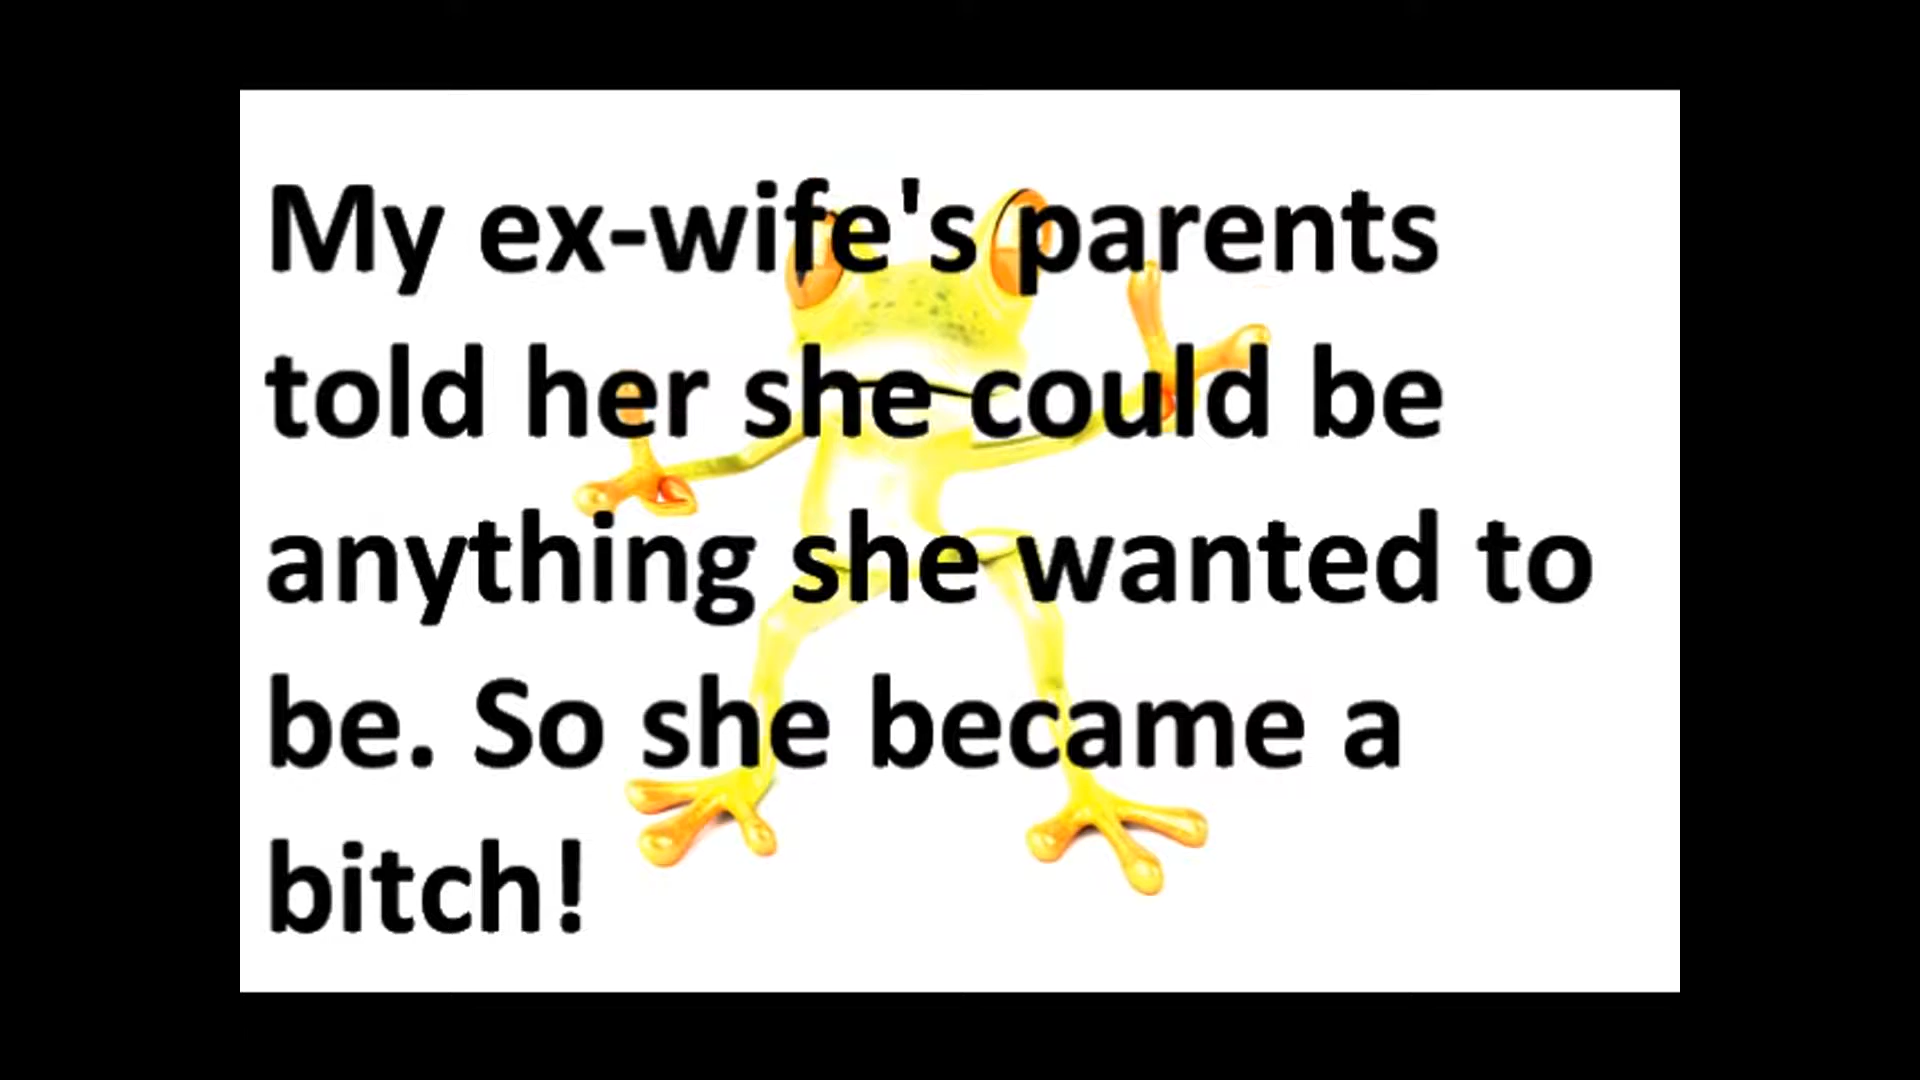 My ex-wife's parents
told her she could be
anything she wanted to
be. So she became a
bitch!